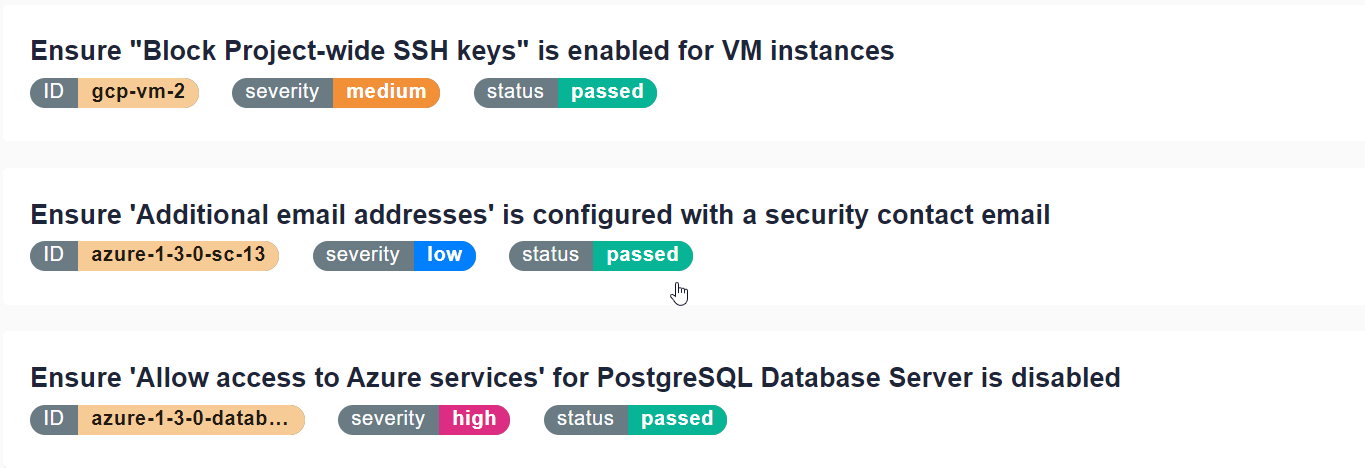 Ensure "Block Project-wide SSH keys" is enabled for VM instances
ID gcp-vm-2 severity medium status passed
Ensure 'Additional email addresses' is configured with a security contact email
ID azure-1-3-0-sc-13 severity low status passed
Ensure 'Allow access to Azure services' for PostgreSQL Database Server is disabled
ID azure-1-3-0-datab... severity high status passed